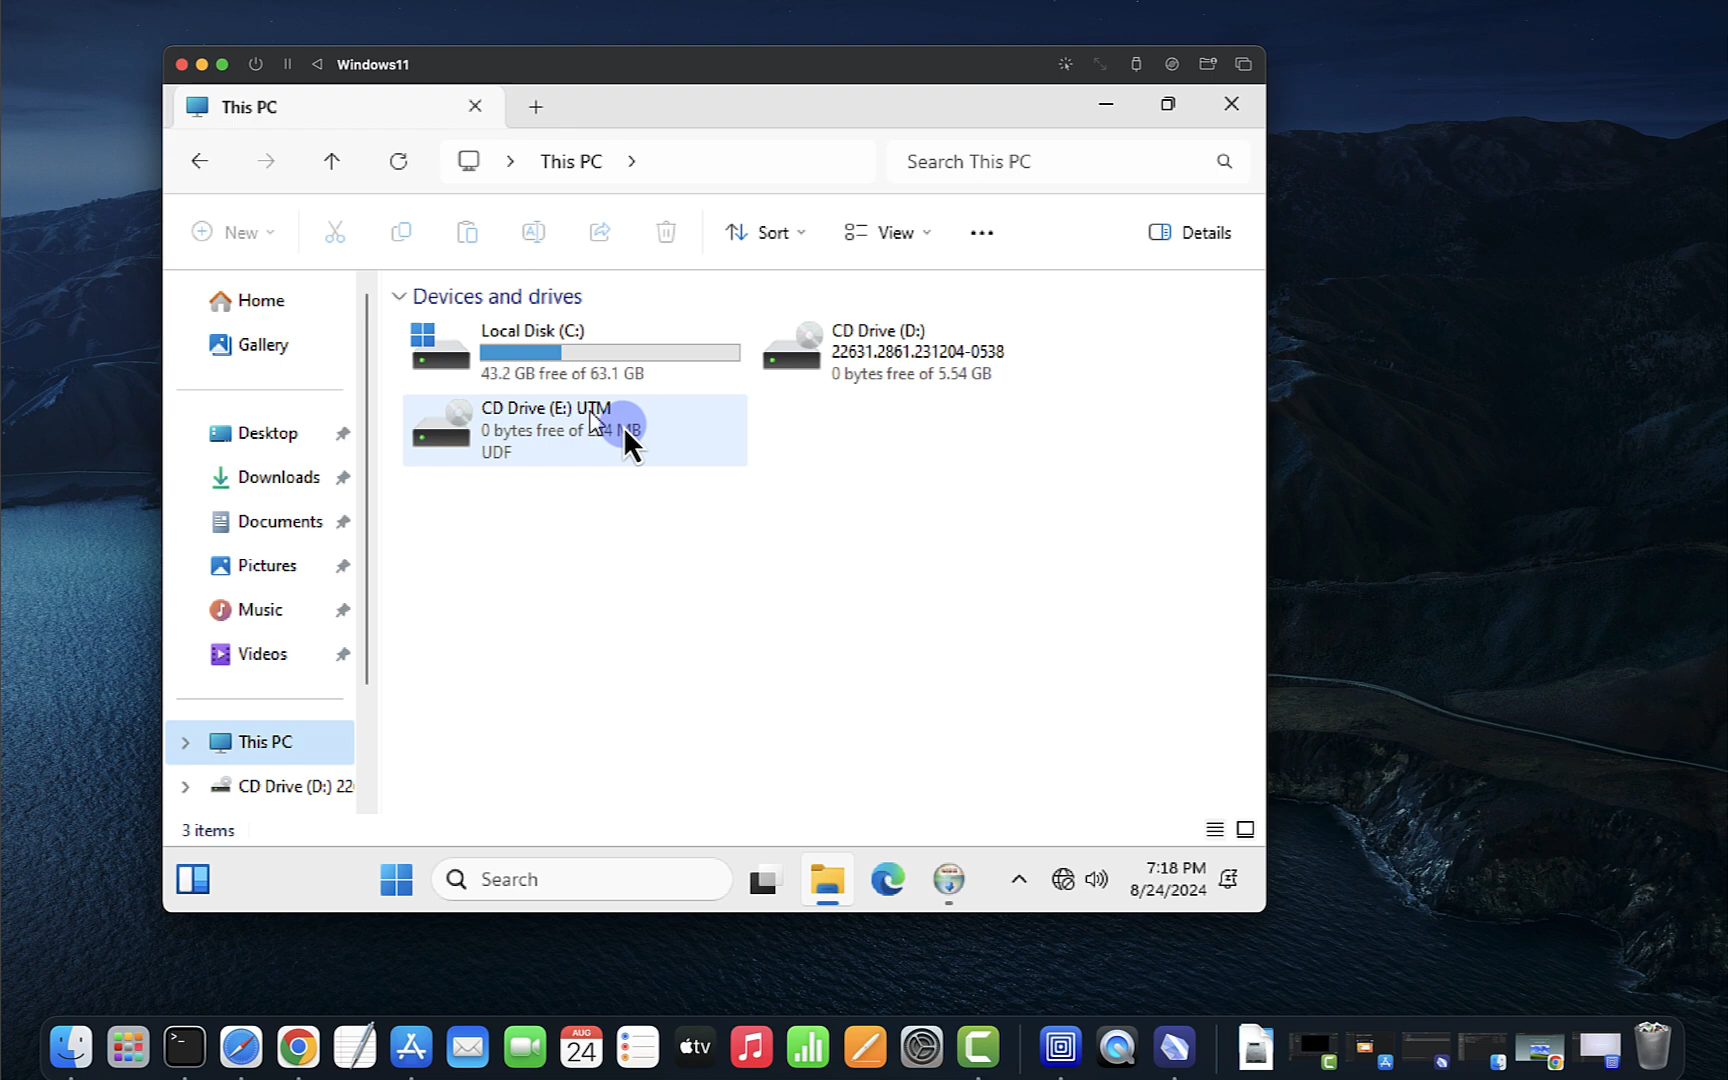 Windows11
This PC
This PC
Search This PC
New
Sort
View
Details
Home
Gallery
Desktop
Downloads
Documents
Pictures
Music
Videos
This PC
CD Drive (D:) 22
Devices and drives
Local Disk (C:)
43.2 GB free of 63.1 GB
CD Drive (D:)
22631.2861.231204-0538
0 bytes free of 5.54 GB
CD Drive (E:) UTM
0 bytes free of MB
UDF
3 items
Search
7:18 PM
8/24/2024
AUG
24
tv